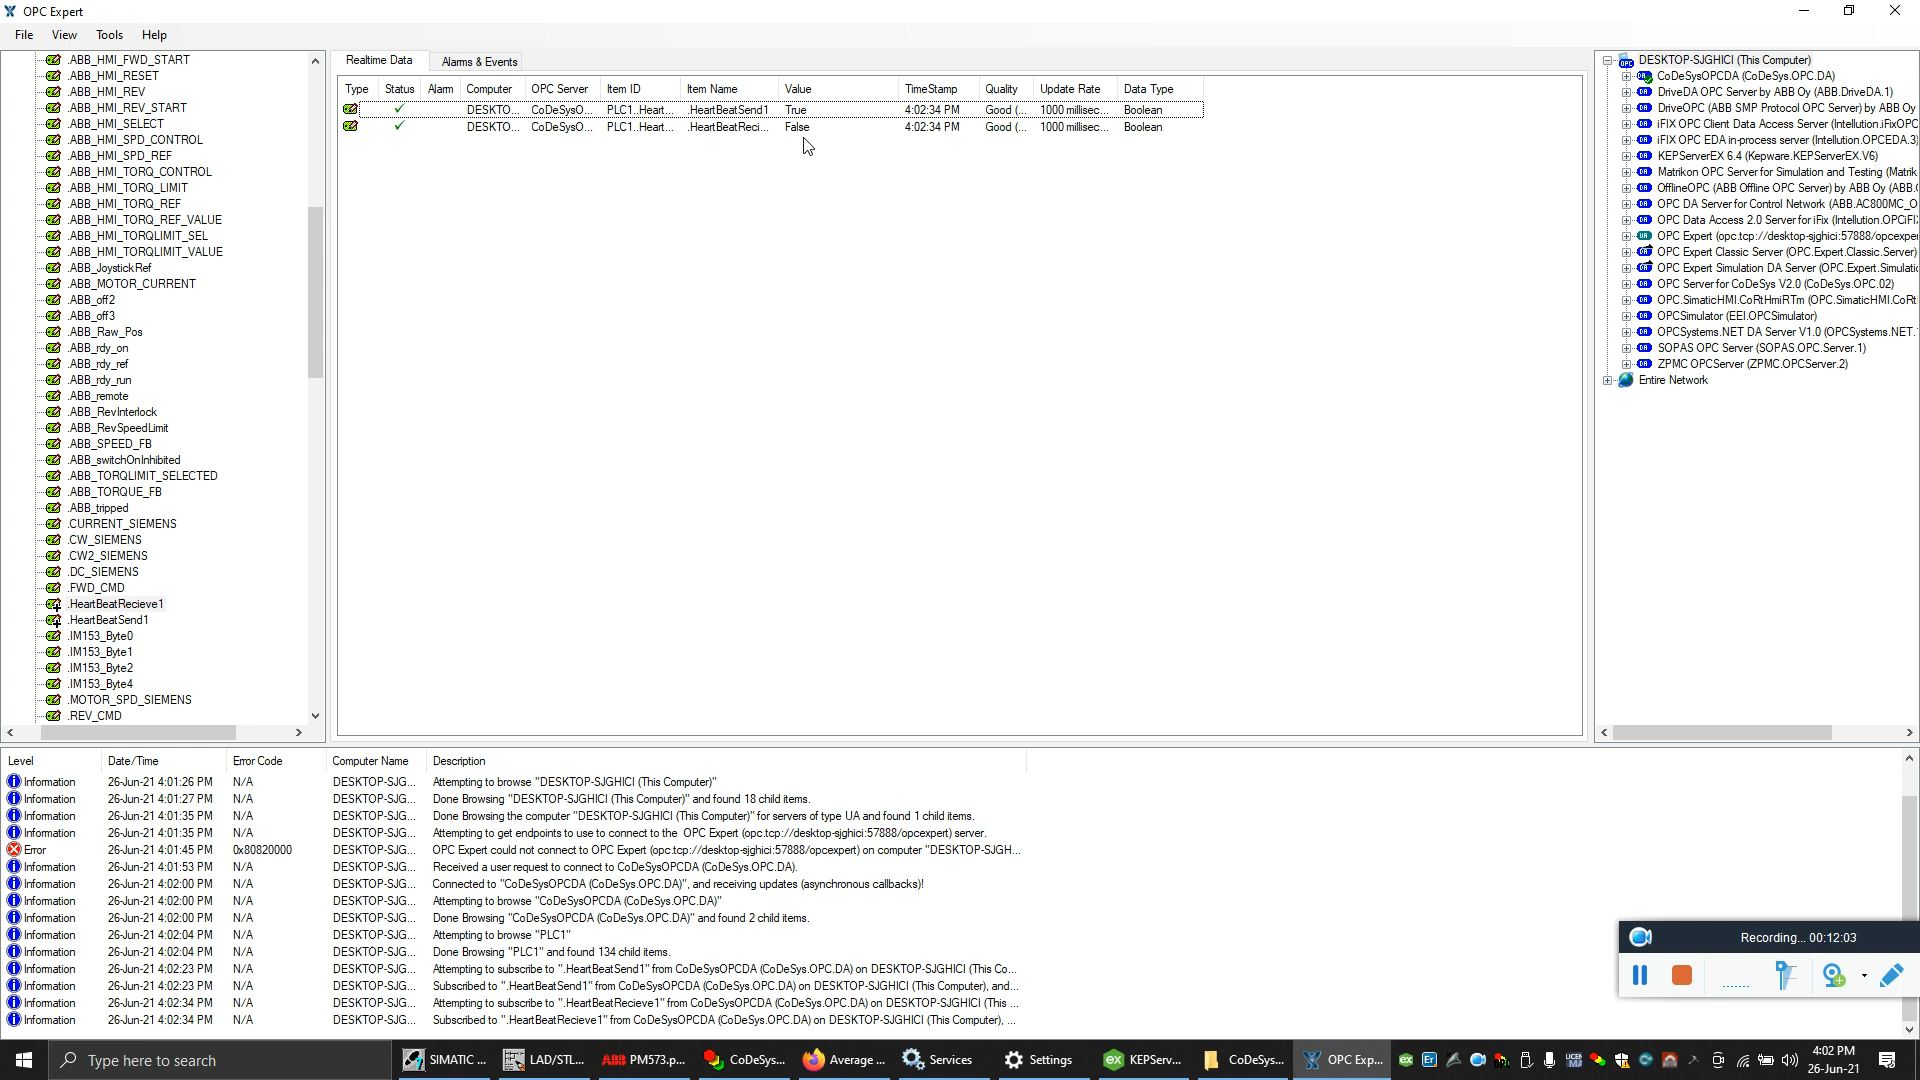 OPC Expert
File View Tools Help
.ABB_HMI_FWD_START
.ABB_HMI_RESET
.ABB_HMI_REV
.ABB_HMI_REV_START
.ABB_HMI_SELECT
.ABB_HMI_SPD_CONTROL
.ABB_HMI_SPD_REF
.ABB_HMI_TORQ_CONTROL
.ABB_HMI_TORQ_LIMIT
.ABB_HMI_TORQ_REF
.ABB_HMI_TORQ_REF_VALUE
.ABB_HMI_TORQLIMIT_SEL
.ABB_HMI_TORQLIMIT_VALUE
.ABB_JoystickRef
.ABB_MOTOR_CURRENT
.ABB_off2
.ABB_off3
.ABB_Raw_Pos
.ABB_rdy_on
.ABB_rdy_ref
.ABB_rdy_run
.ABB_remote
.ABB_RevInterlock
.ABB_RevSpeedLimit
.ABB_SPEED_FB
.ABB_switchOnInhibited
.ABB_TORQLIMIT_SELECTED
.ABB_TORQUE_FB
.ABB_tripped
.CURRENT_SIEMENS
.CW_SIEMENS
.CW2_SIEMENS
.DC_SIEMENS
.FWD_CMD
.HeartBeatRecieve1
.HeartBeatSend1
.IM153_Byte0
.IM153_Byte1
.IM153_Byte2
.IM153_Byte4
.MOTOR_SPD_SIEMENS
.REV_CMD
Realtime Data Alarms & Events
Type Status Alarm Computer OPC Server Item ID Item Name Value TimeStamp Quality Update Rate Data Type
DESKTO... CoDeSysO... PLC1..Heart... .HeartBeatSend1 True 4:02:34 PM Good (... 1000 millisec... Boolean
DESKTO... CoDeSysO... PLC1..Heart... .HeartBeatReci... False 4:02:34 PM Good (... 1000 millisec... Boolean
DESKTOP-SJGHICI (This Computer)
CoDeSysOPCDA (CoDeSys.OPC.DA)
DriveDA OPC Server by ABB Oy (ABB.DriveDA.1)
DriveOPC (ABB SMP Protocol OPC Server) by ABB Oy
iFIX OPC Client Data Access Server (Intellution.iFixOPC
iFIX OPC EDA in-process server (Intellution.OPCEDA.3)
KEPServerEX 6.4 (Kepware.KEPServerEX.V6)
Matrikon OPC Server for Simulation and Testing (Matrik
OfflineOPC (ABB Offline OPC Server) by ABB Oy (ABB.
OPC DA Server for Control Network (ABB.AC800MC_O
OPC Data Access 2.0 Server for iFix (Intellution.OPCiFI
OPC Expert (opc.tcp://desktop-sjghici:57888/opcexper
OPC Expert Classic Server (OPC.Expert.Classic.Server)
OPC Expert Simulation DA Server (OPC.Expert.Simulatio
OPC Server for CoDeSys V2.0 (CoDeSys.OPC.02)
OPC.SimaticHMI.CoRtHmiRTm (OPC.SimaticHMI.CoRt
OPCSimulator (EEI.OPCSimulator)
OPCSystems.NET DA Server V1.0 (OPCSystems.NET.
SOPAS OPC Server (SOPAS.OPC.Server.1)
ZPMC OPCServer (ZPMC.OPCServer.2)
Entire Network
Level Date/Time Error Code Computer Name Description
Information 26-Jun-21 4:01:26 PM N/A DESKTOP-SJG... Attempting to browse "DESKTOP-SJGHICI (This Computer)"
Information 26-Jun-21 4:01:27 PM N/A DESKTOP-SJG... Done Browsing "DESKTOP-SJGHICI (This Computer)" and found 18 child items.
Information 26-Jun-21 4:01:35 PM N/A DESKTOP-SJG... Done Browsing the computer "DESKTOP-SJGHICI (This Computer)" for servers of type UA and found 1 child items.
Information 26-Jun-21 4:01:35 PM N/A DESKTOP-SJG... Attempting to get endpoints to use to connect to the OPC Expert (opc.tcp://desktop-sjghici:57888/opcexpert) server.
Error 26-Jun-21 4:01:45 PM 0x80820000 DESKTOP-SJG... OPC Expert could not connect to OPC Expert (opc.tcp://desktop-sjghici:57888/opcexpert) on computer "DESKTOP-SJGH...
Information 26-Jun-21 4:01:53 PM N/A DESKTOP-SJG... Received a user request to connect to CoDeSysOPCDA (CoDeSys.OPC.DA).
Information 26-Jun-21 4:02:00 PM N/A DESKTOP-SJG... Connected to "CoDeSysOPCDA (CoDeSys.OPC.DA)", and receiving updates (asynchronous callbacks)!
Information 26-Jun-21 4:02:00 PM N/A DESKTOP-SJG... Attempting to browse "CoDeSysOPCDA (CoDeSys.OPC.DA)"
Information 26-Jun-21 4:02:00 PM N/A DESKTOP-SJG... Done Browsing "CoDeSysOPCDA (CoDeSys.OPC.DA)" and found 2 child items.
Information 26-Jun-21 4:02:04 PM N/A DESKTOP-SJG... Attempting to browse "PLC1"
Information 26-Jun-21 4:02:04 PM N/A DESKTOP-SJG... Done Browsing "PLC1" and found 134 child items.
Information 26-Jun-21 4:02:23 PM N/A DESKTOP-SJG... Attempting to subscribe to ".HeartBeatSend1" from CoDeSysOPCDA (CoDeSys.OPC.DA) on DESKTOP-SJGHICI (This Co...
Information 26-Jun-21 4:02:23 PM N/A DESKTOP-SJG... Subscribed to ".HeartBeatSend1" from CoDeSysOPCDA (CoDeSys.OPC.DA) on DESKTOP-SJGHICI (This Computer), and...
Information 26-Jun-21 4:02:34 PM N/A DESKTOP-SJG... Attempting to subscribe to ".HeartBeatRecieve1" from CoDeSysOPCDA (CoDeSys.OPC.DA) on DESKTOP-SJGHICI (This ...
Information 26-Jun-21 4:02:34 PM N/A DESKTOP-SJG... Subscribed to ".HeartBeatRecieve1" from CoDeSysOPCDA (CoDeSys.OPC.DA) on DESKTOP-SJGHICI (This Computer), ...
Recording... 00:12:03
Type here to search
SIMATIC ... LAD/STL... ABB PM573.p... CoDeSys... Average ... Services Settings KEPServ... CoDeSys... OPC Exp...
4:02 PM
26-Jun-21